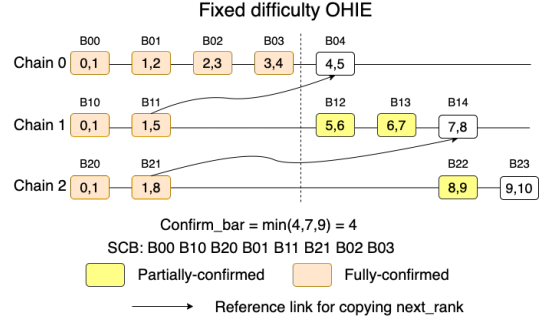 Fixed difficulty OHIE
B00 B01 B02 B03 B04
Chain 0 0,1 1,2 2,3 3,4 4,5
B10 B11 B12 B13 B14
Chain 1 0,1 1,5 5,6 6,7 7,8
B20 B21 B22 B23
Chain 2 0,1 1,8 8,9 9,10
Confirm_bar = min(4,7,9) = 4
SCB: B00 B10 B20 B01 B11 B21 B02 B03
Partially-confirmed Fully-confirmed
Reference link for copying next_rank